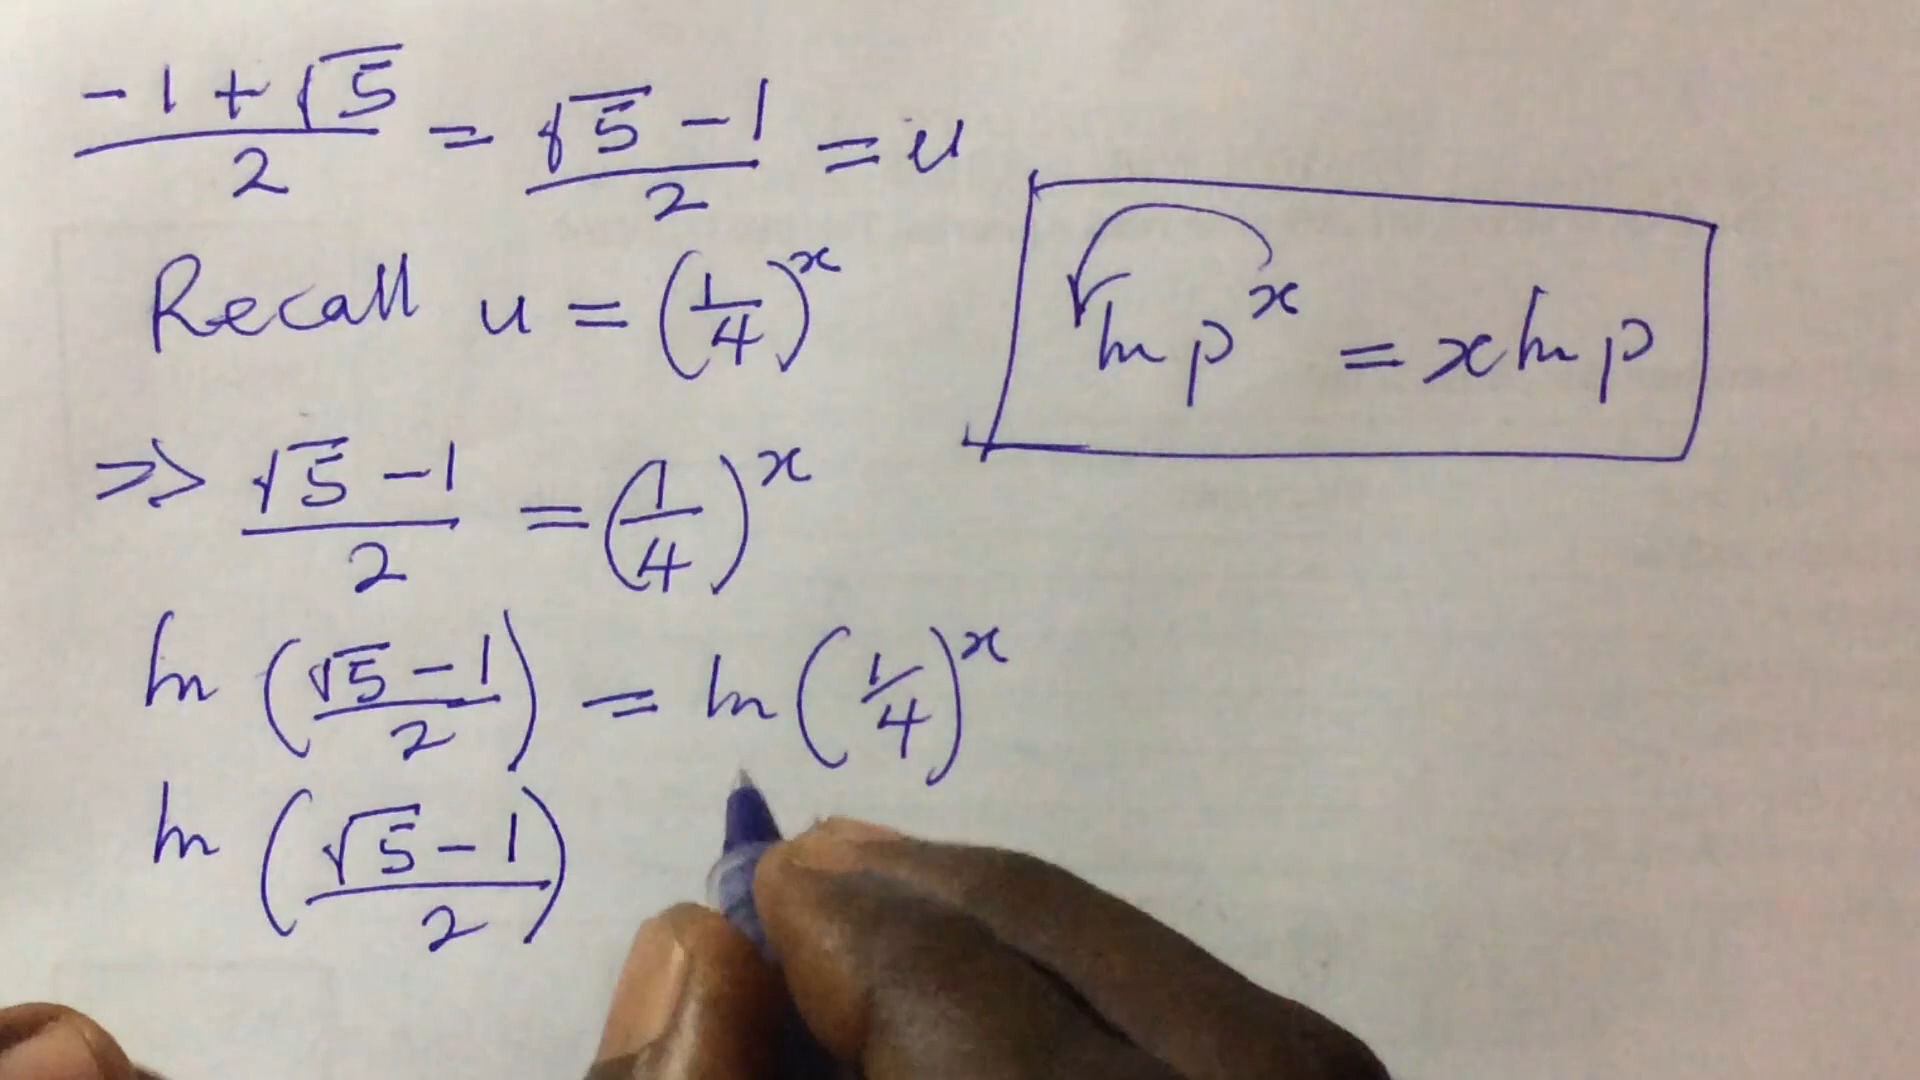 (-1+√5)/2 = (√5-1)/2 = u
Recall u = (1/4)^x
ln p^x = x ln p
⇒> (√5-1)/2 = (1/4)^x
ln ((√5-1)/2) = ln (1/4)^x
ln ((√5-1)/2)